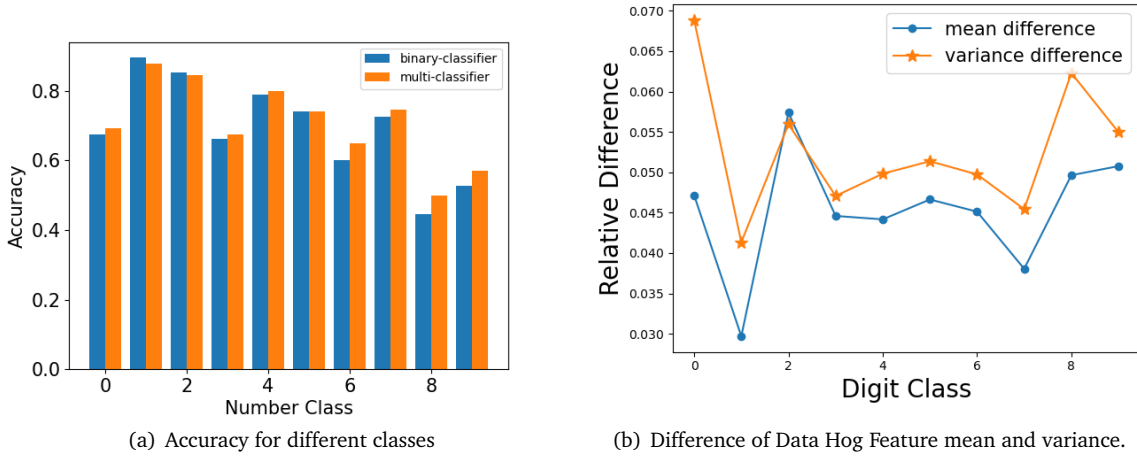 binary-classifier
multi-classifier
0.8
0.6
0.4
0.2
0.0
Accuracy
0 2 4 6 8
Number Class
(a) Accuracy for different classes
mean difference
variance difference
0.070
0.065
0.060
0.055
0.050
0.045
0.040
0.035
0.030
Relative Difference
0 2 4 6 8
Digit Class
(b) Difference of Data Hog Feature mean and variance.